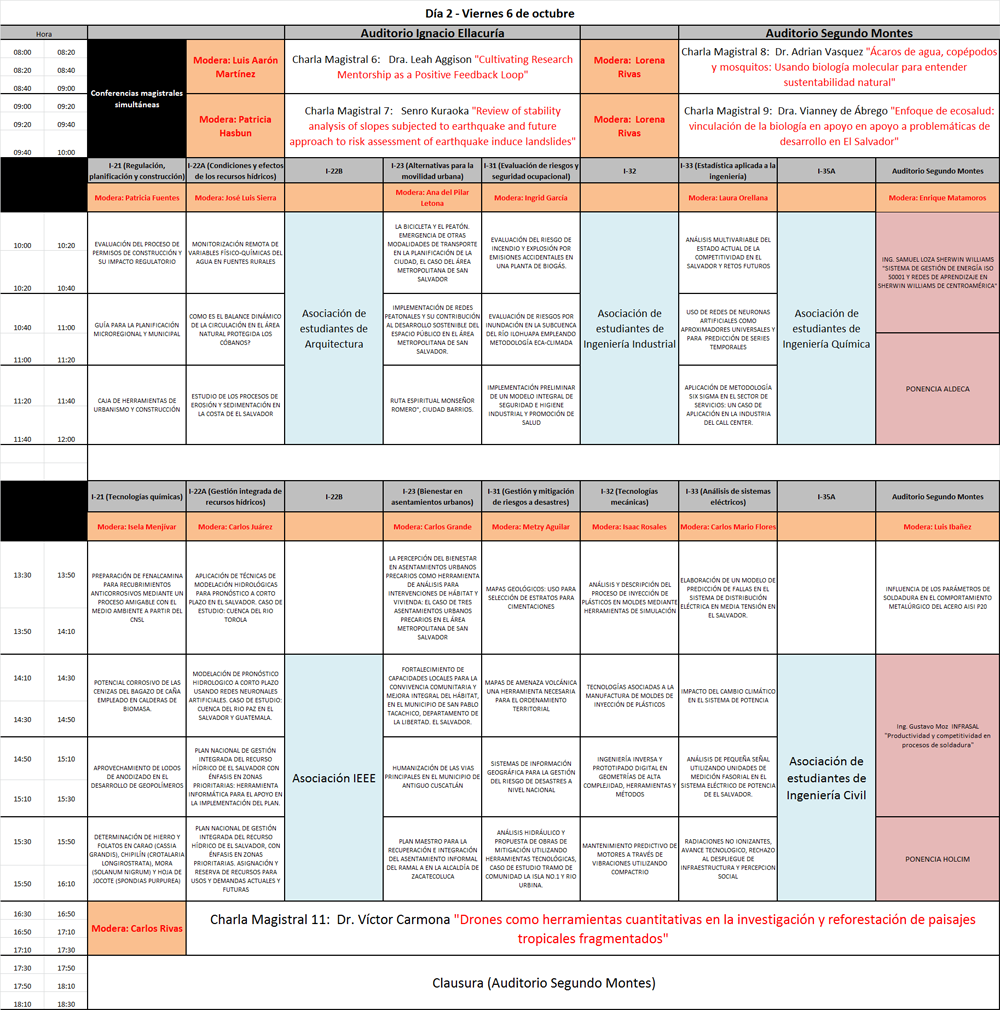 Día 2 - Viernes 6 de octubre
Hora
Auditorio Ignacio Ellacuría
Auditorio Segundo Montes
08:00 08:20
08:20 08:40
08:40 09:00
09:00 09:20
09:20 09:40
09:40 10:00
Conferencias magistrales
simultáneas
Modera: Luis Aarón
Martínez
Charla Magistral 6: Dra. Leah Aggison "Cultivating Research
Mentorship as a Positive Feedback Loop"
Modera: Lorena
Rivas
Charla Magistral 8: Dr. Adrian Vasquez "Ácaros de agua, copépodos
y mosquitos: Usando biología molecular para entender
sustentabilidad natural"
Modera: Patricia
Hasbun
Charla Magistral 7: Senro Kuraoka "Review of stability
analysis of slopes subjected to earthquake and future
approach to risk assessment of earthquake induce landslides"
Modera: Lorena
Rivas
Charla Magistral 9: Dra. Vianney de Ábrego "Enfoque de ecosalud:
vinculación de la biología en apoyo en apoyo a problemáticas de
desarrollo en El Salvador"
I-21 (Regulación,
planificación y construcción)
I-22A (Condiciones y efectos
de los recursos hídricos)
I-22B
I-23 (Alternativas para la
movilidad urbana)
I-31 (Evaluación de riesgos y
seguridad ocupacional)
I-32
I-33 (Estadística aplicada a la
ingeniería)
I-35A
Auditorio Segundo Montes
Modera: Patricia Fuentes
Modera: José Luis Sierra
Modera: Ana del Pilar
Letona
Modera: Ingrid García
Modera: Laura Orellana
Modera: Enrique Matamoros
10:00 10:20
10:20 10:40
EVALUACIÓN DEL PROCESO DE
PERMISOS DE CONSTRUCCIÓN Y
SU IMPACTO REGULATORIO
MONITORIZACIÓN REMOTA DE
VARIABLES FÍSICO-QUÍMICAS DEL
AGUA EN FUENTES RURALES
Asociación de
estudiantes de
Arquitectura
LA BICICLETA Y EL PEATÓN.
EMERGENCIA DE OTRAS
MODALIDADES DE TRANSPORTE
EN LA PLANIFICACIÓN DE LA
CIUDAD, EL CASO DEL ÁREA
METROPOLITANA DE SAN
SALVADOR
EVALUACIÓN DEL RIESGO DE
INCENDIO Y EXPLOSIÓN POR
EMISIONES ACCIDENTALES EN
UNA PLANTA DE BIOGÁS.
Asociación de
estudiantes de
Ingeniería Industrial
ANÁLISIS MULTIVARIABLE DEL
ESTADO ACTUAL DE LA
COMPETITIVIDAD EN EL
SALVADOR Y RETOS FUTUROS
Asociación de
estudiantes de
Ingeniería Química
ING. SAMUEL LOZA SHERWIN WILLIAMS
"SISTEMA DE GESTIÓN DE ENERGÍA ISO
50001 Y REDES DE APRENDIZAJE EN
SHERWIN WILLIAMS DE CENTROAMÉRICA"
10:40 11:00
11:00 11:20
GUÍA PARA LA PLANIFICACIÓN
MICROREGIONAL Y MUNICIPAL
COMO ES EL BALANCE DINÁMICO
DE LA CIRCULACIÓN EN EL ÁREA
NATURAL PROTEGIDA LOS
CÓBANOS?
IMPLEMENTACIÓN DE REDES
PEATONALES Y SU CONTRIBUCIÓN
AL DESARROLLO SOSTENIBLE DEL
ESPACIO PÚBLICO EN EL ÁREA
METROPOLITANA DE SAN
SALVADOR.
EVALUACIÓN DE RIESGOS POR
INUNDACIÓN EN LA SUBCUENCA
DEL RÍO ILOHUAPA EMPLEANDO
METODOLOGÍA ECA-CLIMADA
USO DE REDES DE NEURONAS
ARTIFICIALES COMO
APROXIMADORES UNIVERSALES Y
PARA PREDICCIÓN DE SERIES
TEMPORALES
PONENCIA ALDECA
11:20 11:40
11:40 12:00
CAJA DE HERRAMIENTAS DE
URBANISMO Y CONSTRUCCIÓN
ESTUDIO DE LOS PROCESOS DE
EROSIÓN Y SEDIMENTACIÓN EN
LA COSTA DE EL SALVADOR
RUTA ESPIRITUAL MONSEÑOR
ROMERO", CIUDAD BARRIOS.
IMPLEMENTACIÓN PRELIMINAR
DE UN MODELO INTEGRAL DE
SEGURIDAD E HIGIENE
INDUSTRIAL Y PROMOCIÓN DE
SALUD
APLICACIÓN DE METODOLOGÍA
SIX SIGMA EN EL SECTOR DE
SERVICIOS: UN CASO DE
APLICACIÓN EN LA INDUSTRIA
DEL CALL CENTER.
I-21 (Tecnologías químicas)
I-22A (Gestión integrada de
recursos hídricos)
I-22B
I-23 (Bienestar en
asentamientos urbanos)
I-31 (Gestión y mitigación
de riesgos a desastres)
I-32 (Tecnologías
mecánicas)
I-33 (Análisis de sistemas
eléctricos)
I-35A
Auditorio Segundo Montes
Modera: Isela Menjívar
Modera: Carlos Juárez
Modera: Carlos Grande
Modera: Metzy Aguilar
Modera: Isaac Rosales
Modera: Carlos Mario Flores
Modera: Luis Ibañez
13:30 13:50
13:50 14:10
PREPARACIÓN DE FENALCAMINA
PARA RECUBRIMIENTOS
ANTICORROSIVOS MEDIANTE UN
PROCESO AMIGABLE CON EL
MEDIO AMBIENTE A PARTIR DEL
CNSL
APLICACIÓN DE TÉCNICAS DE
MODELACIÓN HIDROLÓGICAS
PARA PRONÓSTICO A CORTO
PLAZO EN EL SALVADOR. CASO DE
ESTUDIO: CUENCA DEL RIO
TOROLA
LA PERCEPCIÓN DEL BIENESTAR
EN ASENTAMIENTOS URBANOS
PRECARIOS COMO HERRAMIENTA
DE ANÁLISIS PARA
INTERVENCIONES DE HÁBITAT Y
VIVIENDA: EL CASO DE TRES
ASENTAMIENTOS URBANOS
PRECARIOS EN EL ÁREA
METROPOLITANA DE SAN
SALVADOR
MAPAS GEOLÓGICOS: USO PARA
SELECCIÓN DE ESTRATOS PARA
CIMENTACIONES
ANÁLISIS Y DESCRIPCIÓN DEL
PROCESO DE INYECCIÓN DE
PLÁSTICOS EN MOLDES MEDIANTE
HERRAMIENTAS DE SIMULACIÓN
ELABORACIÓN DE UN MODELO DE
PREDICCIÓN DE FALLAS EN EL
SISTEMA DE DISTRIBUCIÓN
ELÉCTRICA EN MEDIA TENSIÓN EN
EL SALVADOR.
INFLUENCIA DE LOS PARÁMETROS DE
SOLDADURA EN EL COMPORTAMIENTO
METALÚRGICO DEL ACERO AISI P20
14:10 14:30
14:30 14:50
POTENCIAL CORROSIVO DE LAS
CENIZAS DEL BAGAZO DE CAÑA
EMPLEADO EN CALDERAS DE
BIOMASA.
MODELACIÓN DE PRONÓSTICO
HIDROLOGICO A CORTO PLAZO
USANDO REDES NEURONALES
ARTIFICIALES. CASO DE ESTUDIO:
CUENCA DEL RIO PAZ EN EL
SALVADOR Y GUATEMALA.
Asociación IEEE
FORTALECIMIENTO DE
CAPACIDADES LOCALES PARA LA
CONVIVENCIA COMUNITARIA Y
MEJORA INTEGRAL DEL HÁBITAT,
EN EL MUNICIPIO DE SAN PABLO
TACACHICO, DEPARTAMENTO DE
LA LIBERTAD. EL SALVADOR.
MAPAS DE AMENAZA VOLCÁNICA
UNA HERRAMIENTA NECESARIA
PARA EL ORDENAMIENTO
TERRITORIAL
TECNOLOGÍAS ASOCIADAS A LA
MANUFACTURA DE MOLDES DE
INYECCIÓN DE PLÁSTICOS
IMPACTO DEL CAMBIO CLIMÁTICO
EN EL SISTEMA DE POTENCIA
Asociación de
estudiantes de
Ingeniería Civil
Ing. Gustavo Moz INFRASAL
"Productividad y competitividad en
procesos de soldadura"
14:50 15:10
15:10 15:30
APROVECHAMIENTO DE LODOS
DE ANODIZADO EN EL
DESARROLLO DE GEOPOLÍMEROS
PLAN NACIONAL DE GESTIÓN
INTEGRADA DEL RECURSO
HÍDRICO DE EL SALVADOR CON
ÉNFASIS EN ZONAS
PRIORITARIAS: HERRAMIENTA
INFORMÁTICA PARA EL APOYO EN
LA IMPLEMENTACIÓN DEL PLAN.
HUMANIZACIÓN DE LAS VIAS
PRINCIPALES EN EL MUNICIPIO DE
ANTIGUO CUSCATLÁN
SISTEMAS DE INFORMACIÓN
GEOGRÁFICA PARA LA GESTIÓN
DEL RIESGO DE DESASTRES A
NIVEL NACIONAL
INGENIERÍA INVERSA Y
PROTOTIPADO DIGITAL EN
GEOMETRÍAS DE ALTA
COMPLEJIDAD, HERRAMIENTAS Y
MÉTODOS
ANÁLISIS DE PEQUEÑA SEÑAL
UTILIZANDO UNIDADES DE
MEDICIÓN FASORIAL EN EL
SISTEMA ELÉCTRICO DE POTENCIA
DE EL SALVADOR.
15:30 15:50
15:50 16:10
DETERMINACIÓN DE HIERRO Y
FOLATOS EN CARAO (CASSIA
GRANDIS), CHIPILÍN (CROTALARIA
LONGIROSTRATA), MORA
(SOLANUM NIGRUM) Y HOJA DE
JOCOTE (SPONDIAS PURPUREA)
PLAN NACIONAL DE GESTIÓN
INTEGRADA DEL RECURSO
HÍDRICO DE EL SALVADOR,
CON ÉNFASIS EN ZONAS
PRIORITARIAS, ASIGNACIÓN Y
RESERVA DE RECURSOS PARA
USOS Y DEMANDAS ACTUALES Y
FUTURAS
PLAN MAESTRO PARA LA
RECUPERACIÓN E INTEGRACIÓN
DEL ASENTAMIENTO INFORMAL
DEL RAMAL A EN LA ALCALDÍA DE
ZACATECOLUCA
ANÁLISIS HIDRÁULICO Y
PROPUESTA DE OBRAS DE
MITIGACIÓN UTILIZANDO
HERRAMIENTAS TECNOLÓGICAS,
CASO DE ESTUDIO TRAMO DE
COMUNIDAD LA ISLA NO.1 Y RIO
URBINA.
MANTENIMIENTO PREDICTIVO DE
MOTORES A TRAVÉS DE
VIBRACIONES UTILIZANDO
COMPACTRIO
RADIACIONES NO IONIZANTES,
AVANCE TECNOLOGICO, RECHAZO
AL DESPLIEGUE DE
INFRAESTRUCTURA Y PERCEPCION
SOCIAL
PONENCIA HOLCIM
16:30 16:50
16:50 17:10
17:10 17:30
Modera: Carlos Rivas
Charla Magistral 11: Dr. Víctor Carmona "Drones como herramientas cuantitativas en la investigación y reforestación de paisajes
tropicales fragmentados"
17:30 17:50
17:50 18:10
18:10 18:30
Clausura (Auditorio Segundo Montes)